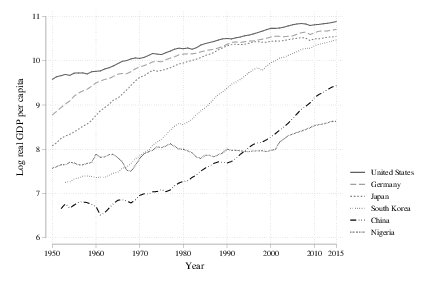 Log real GDP per capita
11
10
9
8
7
6
1950
1960
1970
1980
1990
2000
2010
2015
Year
United States
Germany
Japan
South Korea
China
Nigeria